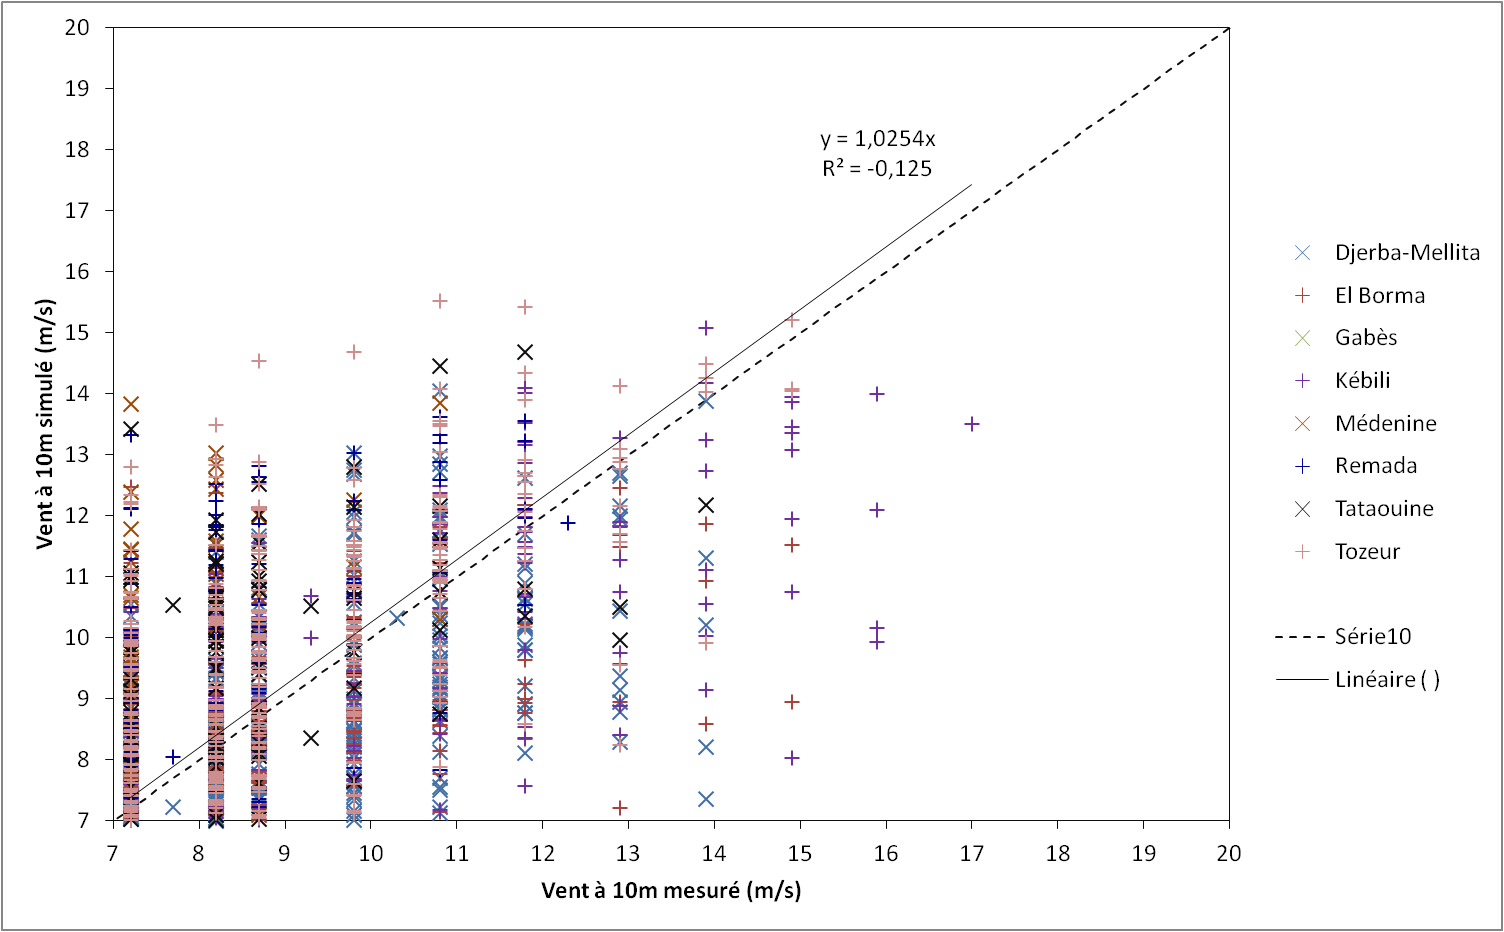 20
19
18
17
16
15
14
13
12
11
10
9
8
7
Vent à 10m simulé (m/s)
y = 1,0254x
R² = -0,125
7 8 9 10 11 12 13 14 15 16 17 18 19 20
Vent à 10m mesuré (m/s)
Djerba-Mellita
El Borma
Gabès
Kébili
Médenine
Remada
Tataouine
Tozeur
Série10
Linéaire ( )